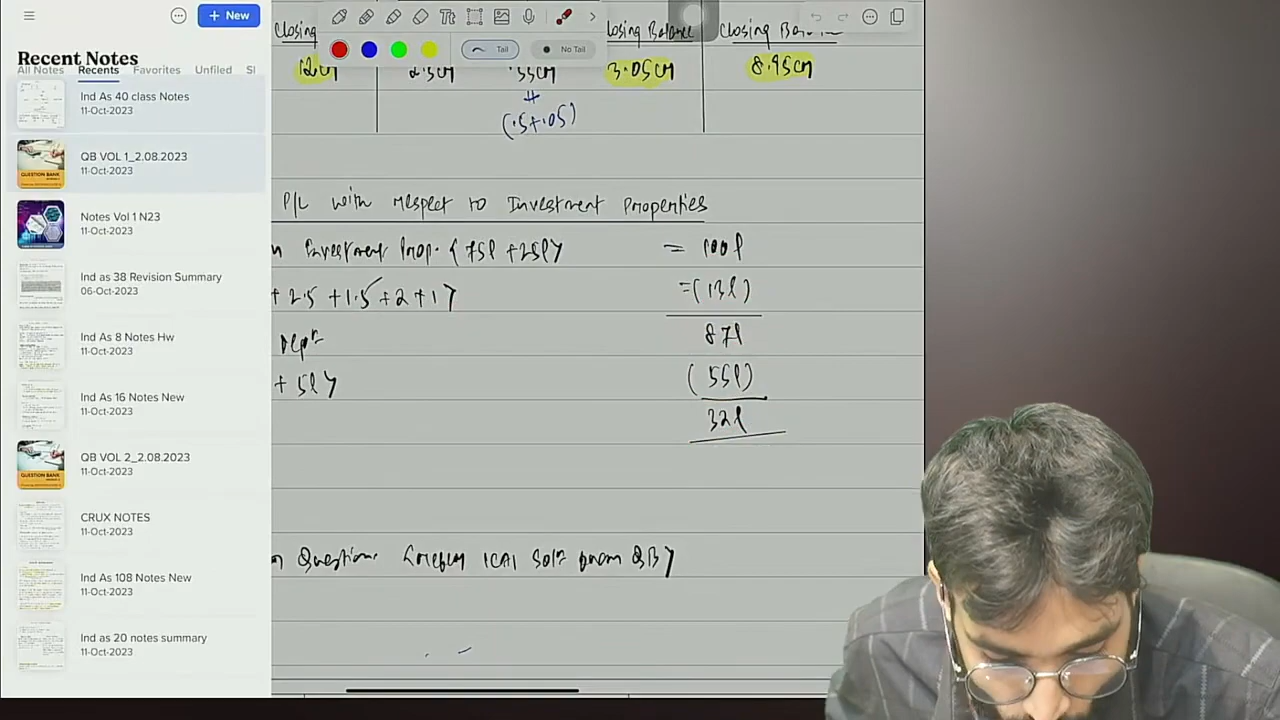 + New
Recent Notes
All Notes Recents Favorites Unfiled
Ind As 40 class Notes
11-Oct-2023
QB VOL 1_2.08.2023
11-Oct-2023
QUESTION BANK
Notes Vol 1 N23
11-Oct-2023
Ind as 38 Revision Summary
06-Oct-2023
Ind As 8 Notes Hw
11-Oct-2023
Ind As 16 Notes New
11-Oct-2023
QB VOL 2_2.08.2023
11-Oct-2023
QUESTION BANK
CRUX NOTES
11-Oct-2023
Ind As 108 Notes New
11-Oct-2023
Ind as 20 notes summary
11-Oct-2023
Tail
No Tail
Closing Closing Balance Closing
12cr 2.5cr .55cr 3.05cr 8.95cr
(.5+.05)
P/L with respect to Investment Properties
Investment Prop. {75l + 25l} = 100l
+ 2.5 + 1.5 + 2 + 1} = (13l)
87l
Depn
+ 5l} (55l)
32l
Question ICAI Soln from QB}